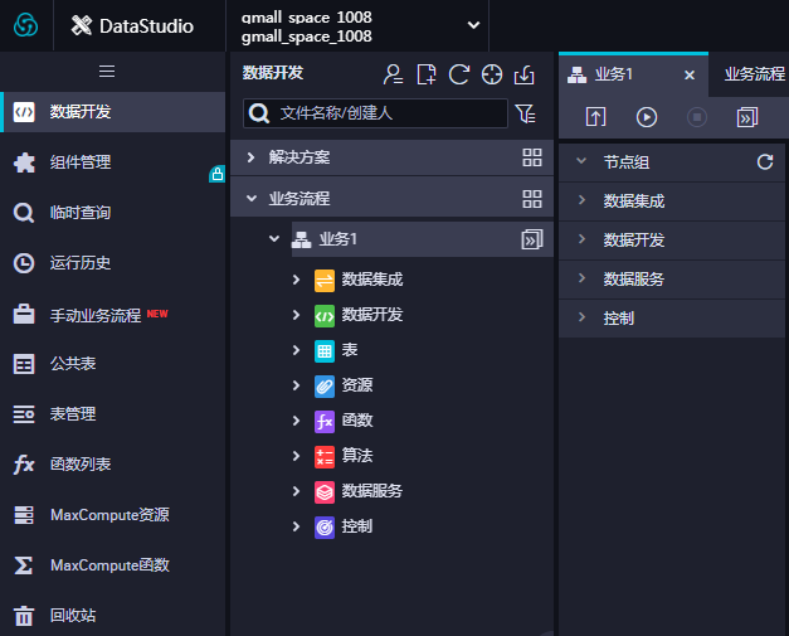 DataStudio
gmall_space_1008
gmall_space_1008
数据开发
组件管理
临时查询
运行历史
手动业务流程 NEW
公共表
表管理
fx 函数列表
MaxCompute资源
MaxCompute函数
回收站
数据开发
文件名称/创建人
解决方案
业务流程
业务1
数据集成
数据开发
表
资源
fx 函数
算法
数据服务
控制
业务1 × 业务流程
节点组
数据集成
数据开发
数据服务
控制